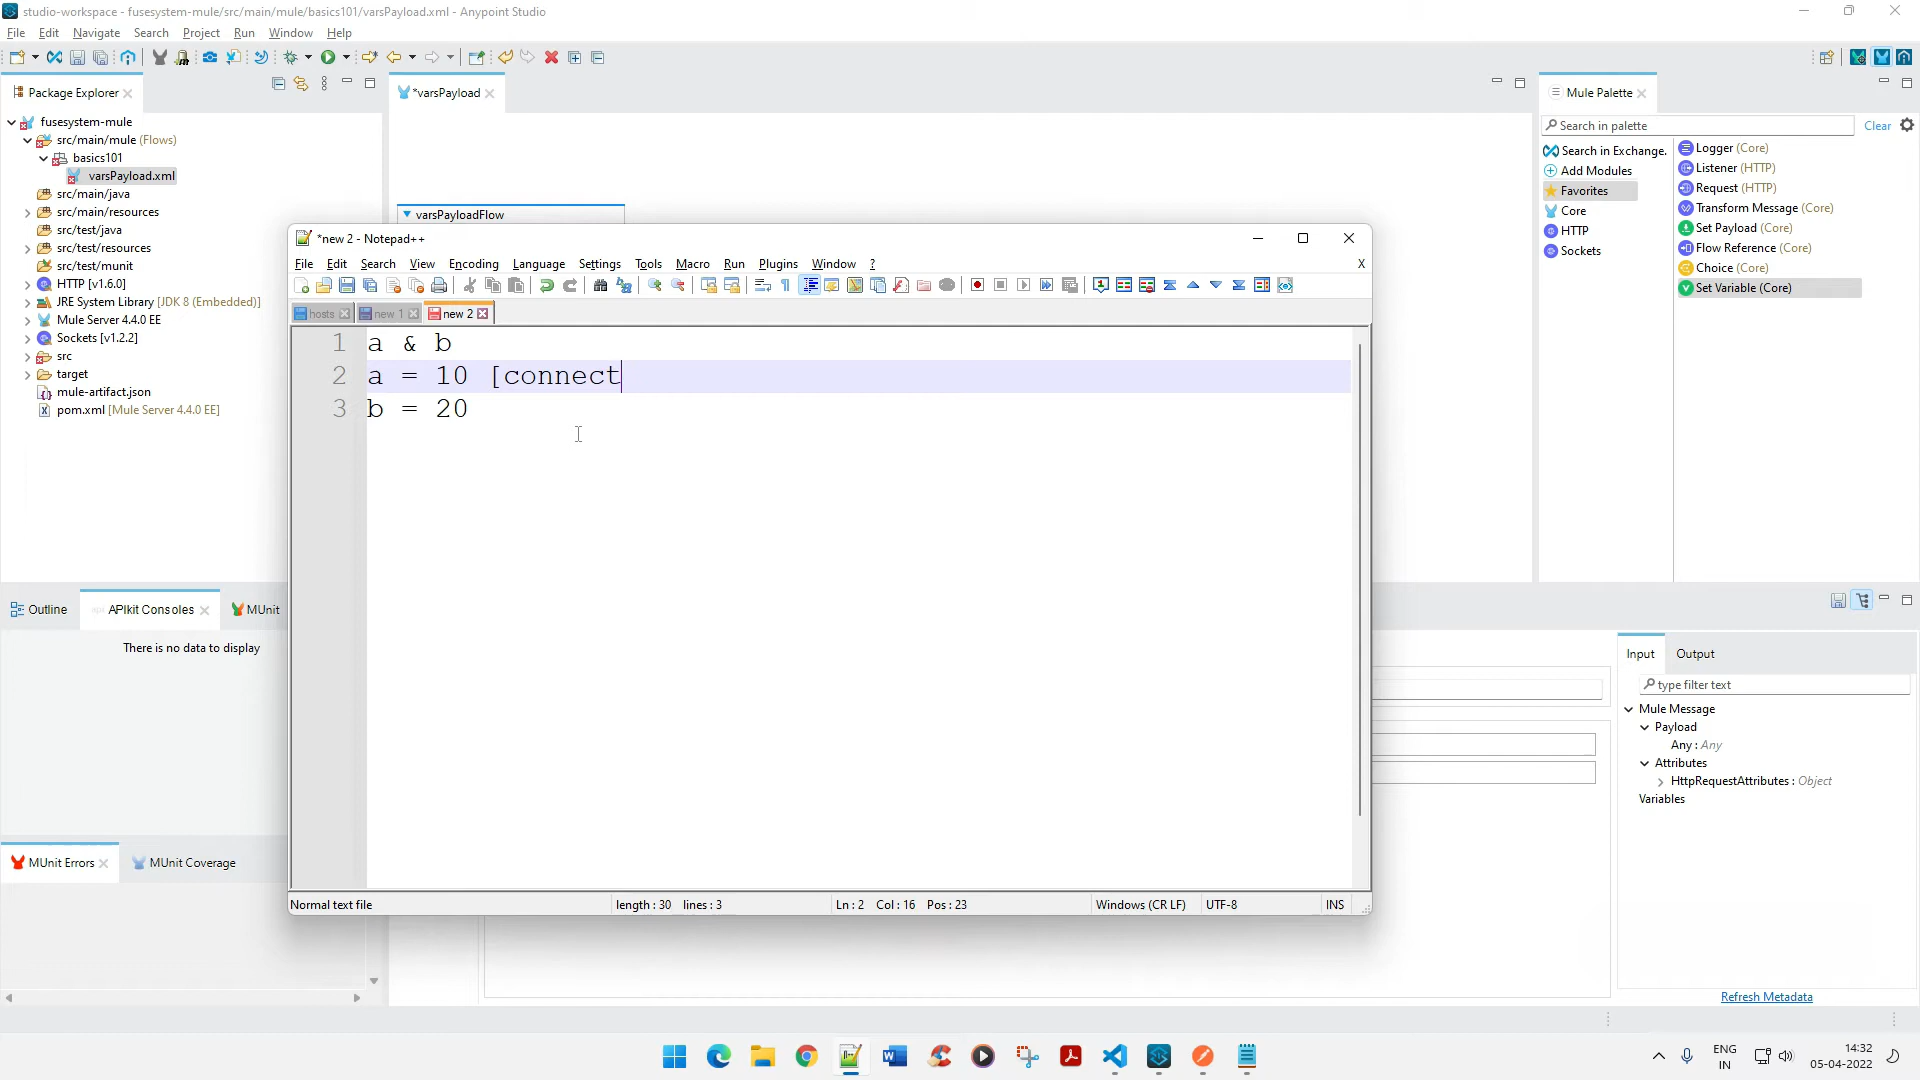 studio-workspace - fusesystem-mule/src/main/mule/basics101/varsPayload.xml - Anypoint Studio
File Edit Navigate Search Project Run Window Help
Package Explorer
*varsPayload
Mule Palette
fusesystem-mule
src/main/mule (Flows)
basics101
varsPayload.xml
src/main/java
src/main/resources
src/test/java
src/test/resources
src/test/munit
HTTP [v1.6.0]
JRE System Library [JDK 8 (Embedded)]
Mule Server 4.4.0 EE
Sockets [v1.2.2]
src
target
mule-artifact.json
pom.xml [Mule Server 4.4.0 EE]
varsPayloadFlow
Search in palette
Clear
Search in Exchange.
Add Modules
Favorites
Core
HTTP
Sockets
Logger (Core)
Listener (HTTP)
Request (HTTP)
Transform Message (Core)
Set Payload (Core)
Flow Reference (Core)
Choice (Core)
Set Variable (Core)
*new 2 - Notepad++
File Edit Search View Encoding Language Settings Tools Macro Run Plugins Window ? X
hosts new 1 new 2
1 a & b
2 a = 10 [connect
3 b = 20
Normal text file length : 30 lines : 3 Ln : 2 Col : 16 Pos : 23 Windows (CR LF) UTF-8 INS
Outline
APIkit Consoles
MUnit
There is no data to display
MUnit Errors
MUnit Coverage
Input Output
type filter text
Mule Message
Payload
Any : Any
Attributes
HttpRequestAttributes : Object
Variables
Refresh Metadata
ENG
IN
14:32
05-04-2022